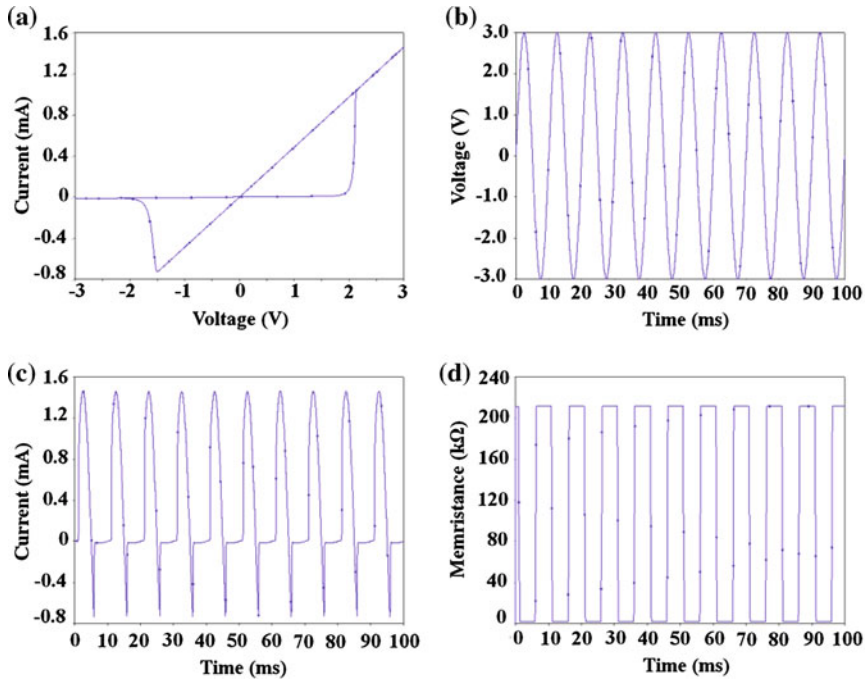 (a)
1.6
1.2
0.8
0.4
0
-0.4
-0.8
Current (mA)
-3 -2 -1 0 1 2 3
Voltage (V)
(b)
3.0
2.0
1.0
0
-1.0
-2.0
-3.0
Voltage (V)
0 10 20 30 40 50 60 70 80 90 100
Time (ms)
(c)
1.6
1.2
0.8
0.4
0
-0.4
-0.8
Current (mA)
0 10 20 30 40 50 60 70 80 90 100
Time (ms)
(d)
240
200
160
120
80
40
0
Memristance (kΩ)
0 10 20 30 40 50 60 70 80 90 100
Time (ms)